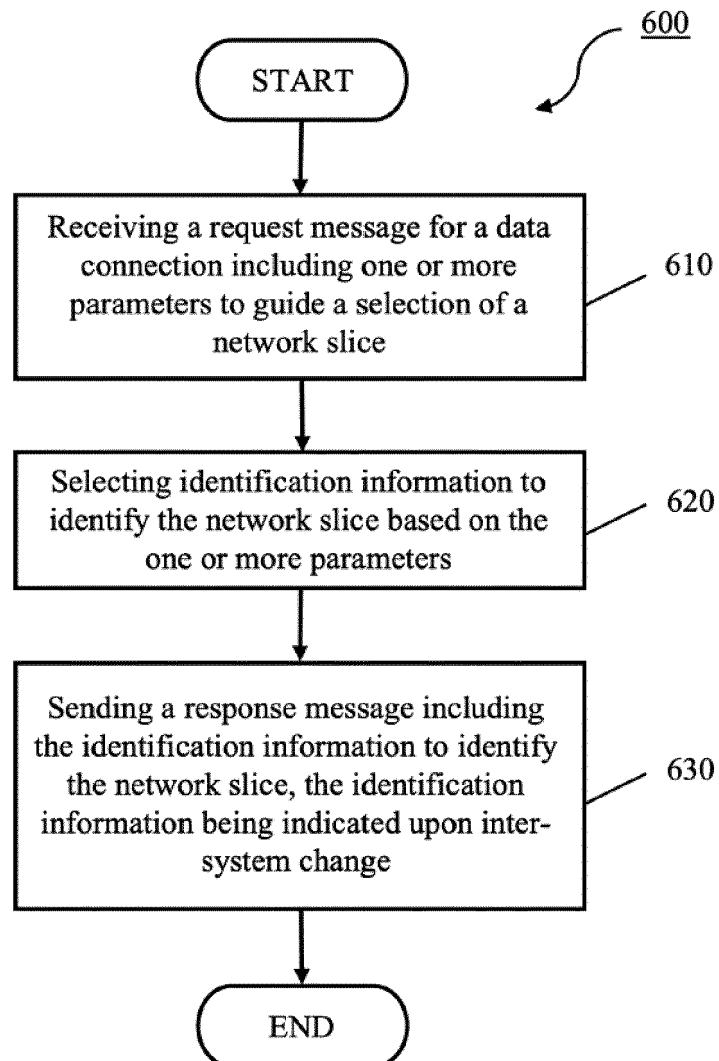 600
START
Receiving a request message for a data
connection including one or more
parameters to guide a selection of a
network slice
610
Selecting identification information to
identify the network slice based on the
one or more parameters
620
Sending a response message including
the identification information to identify
the network slice, the identification
information being indicated upon inter-
system change
630
END